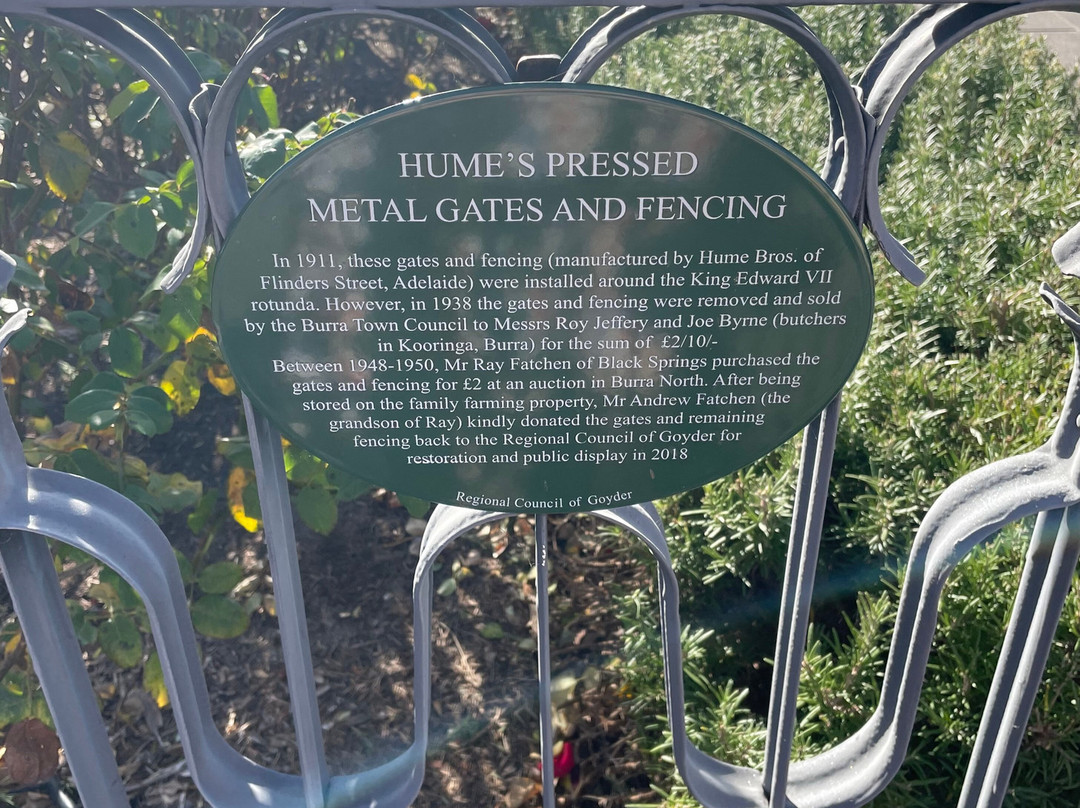 HUME'S PRESSED
METAL GATES AND FENCING
In 1911, these gates and fencing (manufactured by Hume Bros. of
Flinders Street, Adelaide) were installed around the King Edward VII
rotunda. However, in 1938 the gates and fencing were removed and sold
by the Burra Town Council to Messrs Roy Jeffery and Joe Byrne (butchers
in Kooringa, Burra) for the sum of £2/10/-
Between 1948-1950, Mr Ray Fatchen of Black Springs purchased the
gates and fencing for £2 at an auction in Burra North. After being
stored on the family farming property, Mr Andrew Fatchen (the
grandson of Ray) kindly donated the gates and remaining
fencing back to the Regional Council of Goyder for
restoration and public display in 2018
Regional Council of Goyder